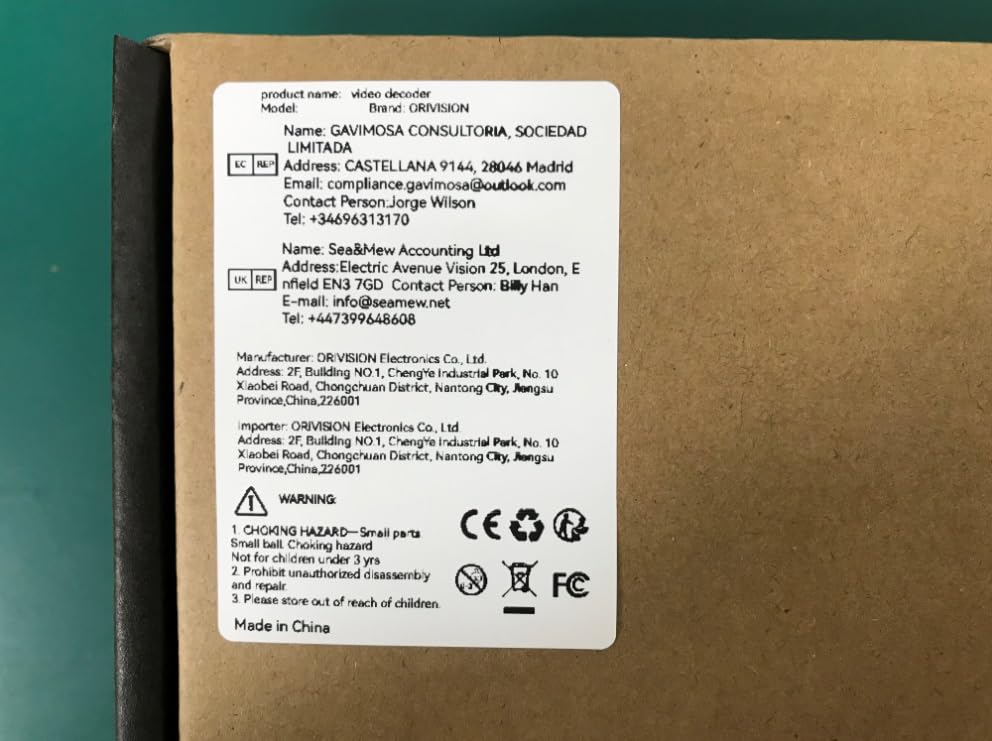 product name: video decoder
Model: Brand: ORIVISION
Name: GAVIMOSA CONSULTORIA, SOCIEDAD
LIMITADA
EC REP
Address: CASTELLANA 9144, 28046 Madrid
Email: compliance.gavimosa@outlook.com
Contact Person:Jorge Wilson
Tel: +34696313170
Name: Sea&Mew Accounting Ltd
Address:Electric Avenue Vision 25, London, E
UK REP
nfield EN3 7GD Contact Person: Billy Han
E-mail: info@seamew.net
Tel: +447399648608
Manufacturer: ORIVISION Electronics Co., Ltd.
Address: 2F, Building NO.1, ChengYe Industrial Park, No. 10
Xiaobei Road, Chongchuan District, Nantong City, Jiangsu
Province,China,226001
Importer: ORIVISION Electronics Co., Ltd
Address: 2F, Building NO.1, ChengYe Industrial Park, No. 10
Xiaobei Road, Chongchuan District, Nantong City, Jiangsu
Province,China,226001
WARNING:
1. CHOKING HAZARD—Small parts
Small ball. Choking hazard
Not for children under 3 yrs
2. Prohibit unauthorized disassembly
and repair.
3. Please store out of reach of children.
CE
0-3
FC
Made in China